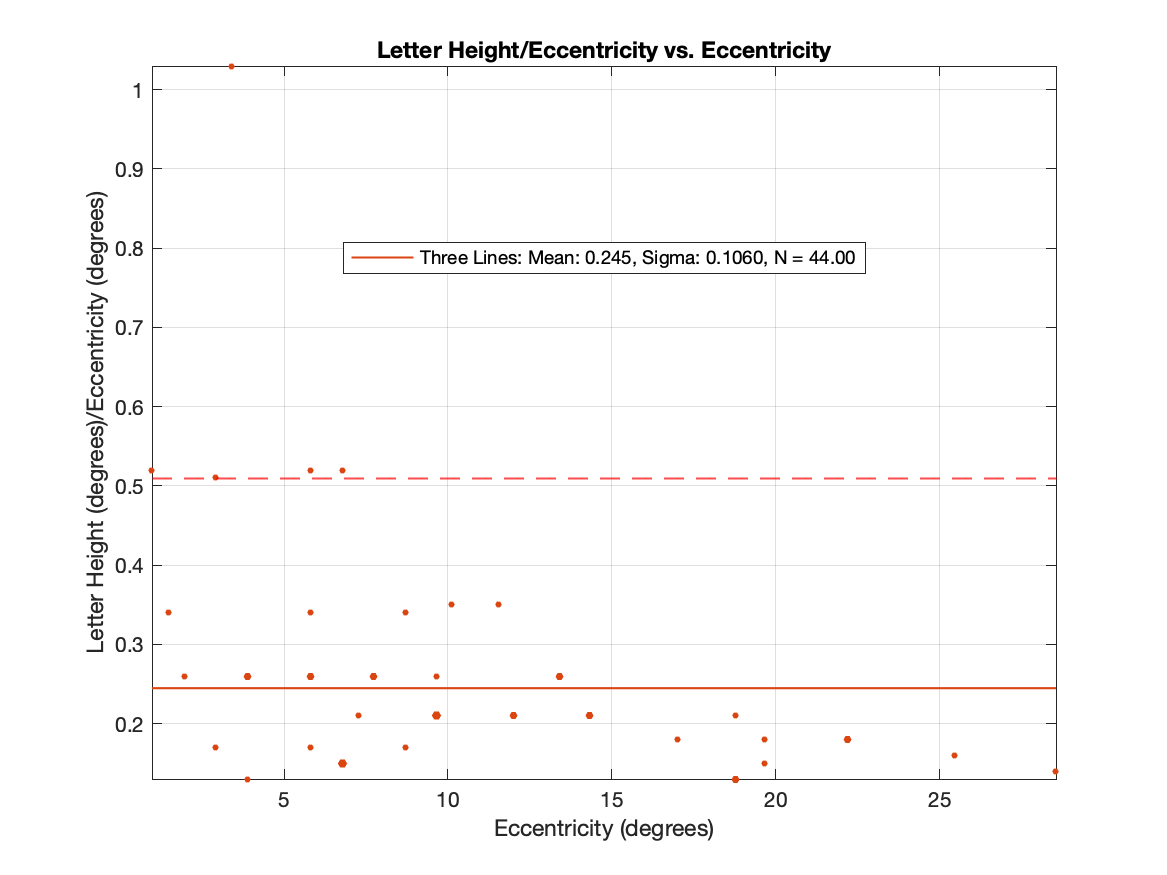 Letter Height/Eccentricity vs. Eccentricity
1
0.9
0.8
0.7
0.6
0.5
0.4
0.3
0.2
Letter Height (degrees)/Eccentricity (degrees)
Three Lines: Mean: 0.245, Sigma: 0.1060, N = 44.00
5 10 15 20 25
Eccentricity (degrees)